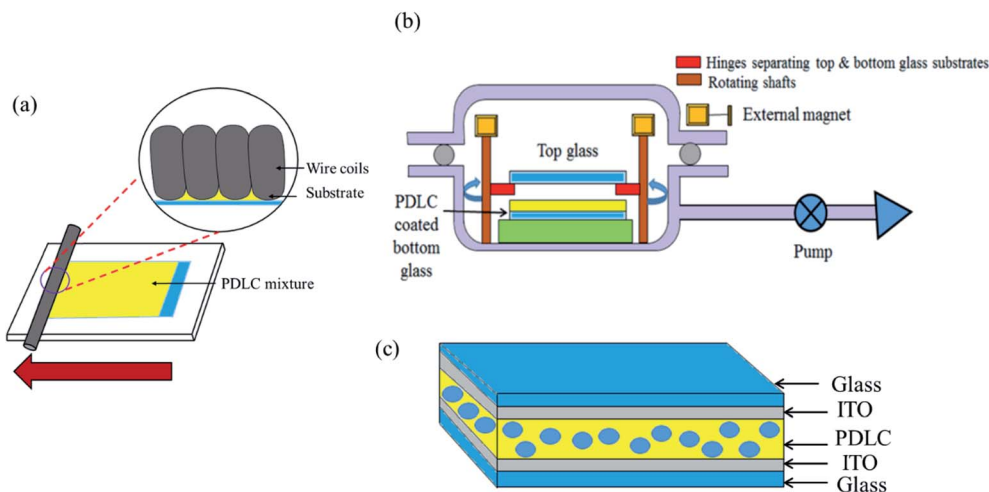 (a)
Wire coils
Substrate
PDLC mixture
(b)
Hinges separating top & bottom glass substrates
Rotating shafts
External magnet
Top glass
PDLC
coated
bottom
glass
Pump
(c)
Glass
ITO
PDLC
ITO
Glass